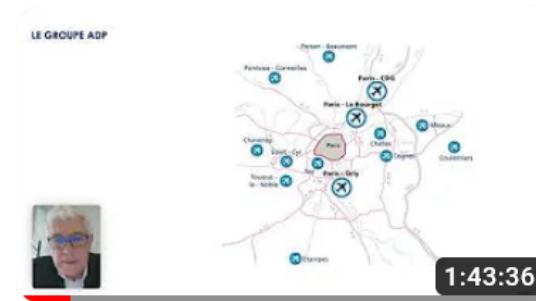 LE GROUPE ADP
Persan - Beaumont
Pontoise - Cormeilles
Paris - CDG
Paris - Le Bourget
Meaux
Chavenay
Paris
Chelles
Saint - Cyr
Lognes
Coulommiers
Toussus -
le - Noble
Paris - Orly
Etampes
1:43:36